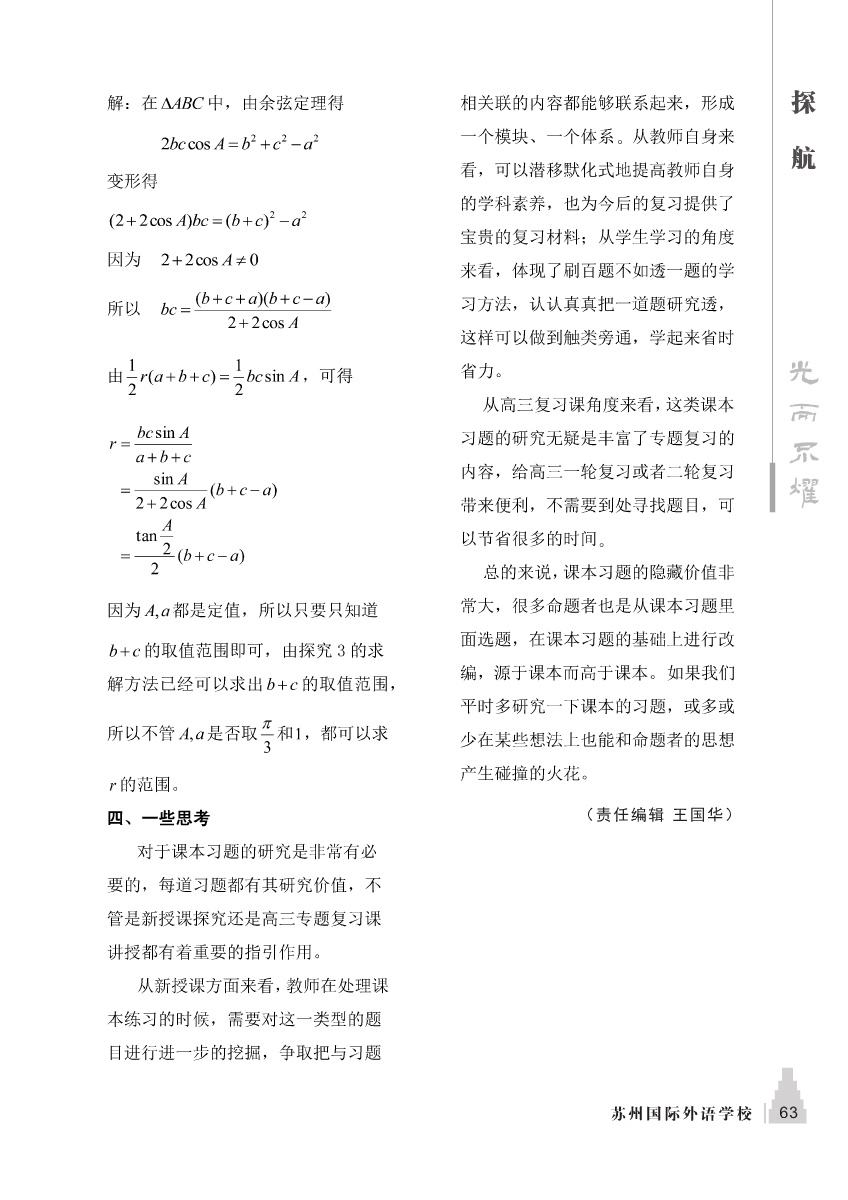 解：在 ΔABC 中，由余弦定理得
2bc cos A = b² + c² − a²
变形得
(2 + 2cos A)bc = (b + c)² − a²
因为 2 + 2cos A ≠ 0
所以 bc = (b + c + a)(b + c − a) / (2 + 2cos A)
由 1/2 r(a + b + c) = 1/2 bc sin A，可得
r = bc sin A / (a + b + c)
= sin A / (2 + 2cos A) (b + c − a)
= tan(A/2) / 2 (b + c − a)
因为 A, a 都是定值，所以只要只知道
b + c 的取值范围即可，由探究 3 的求
解方法已经可以求出 b + c 的取值范围，
所以不管 A, a 是否取 π/3 和1，都可以求
r 的范围。
四、一些思考
对于课本习题的研究是非常有必
要的，每道习题都有其研究价值，不
管是新授课探究还是高三专题复习课
讲授都有着重要的指引作用。
从新授课方面来看，教师在处理课
本练习的时候，需要对这一类型的题
目进行进一步的挖掘，争取把与习题
相关联的内容都能够联系起来，形成
一个模块、一个体系。从教师自身来
看，可以潜移默化式地提高教师自身
的学科素养，也为今后的复习提供了
宝贵的复习材料；从学生学习的角度
来看，体现了刷百题不如透一题的学
习方法，认认真真把一道题研究透，
这样可以做到触类旁通，学起来省时
省力。
从高三复习课角度来看，这类课本
习题的研究无疑是丰富了专题复习的
内容，给高三一轮复习或者二轮复习
带来便利，不需要到处寻找题目，可
以节省很多的时间。
总的来说，课本习题的隐藏价值非
常大，很多命题者也是从课本习题里
面选题，在课本习题的基础上进行改
编，源于课本而高于课本。如果我们
平时多研究一下课本的习题，或多或
少在某些想法上也能和命题者的思想
产生碰撞的火花。
（责任编辑 王国华）
探航
光而不耀
苏州国际外语学校 63